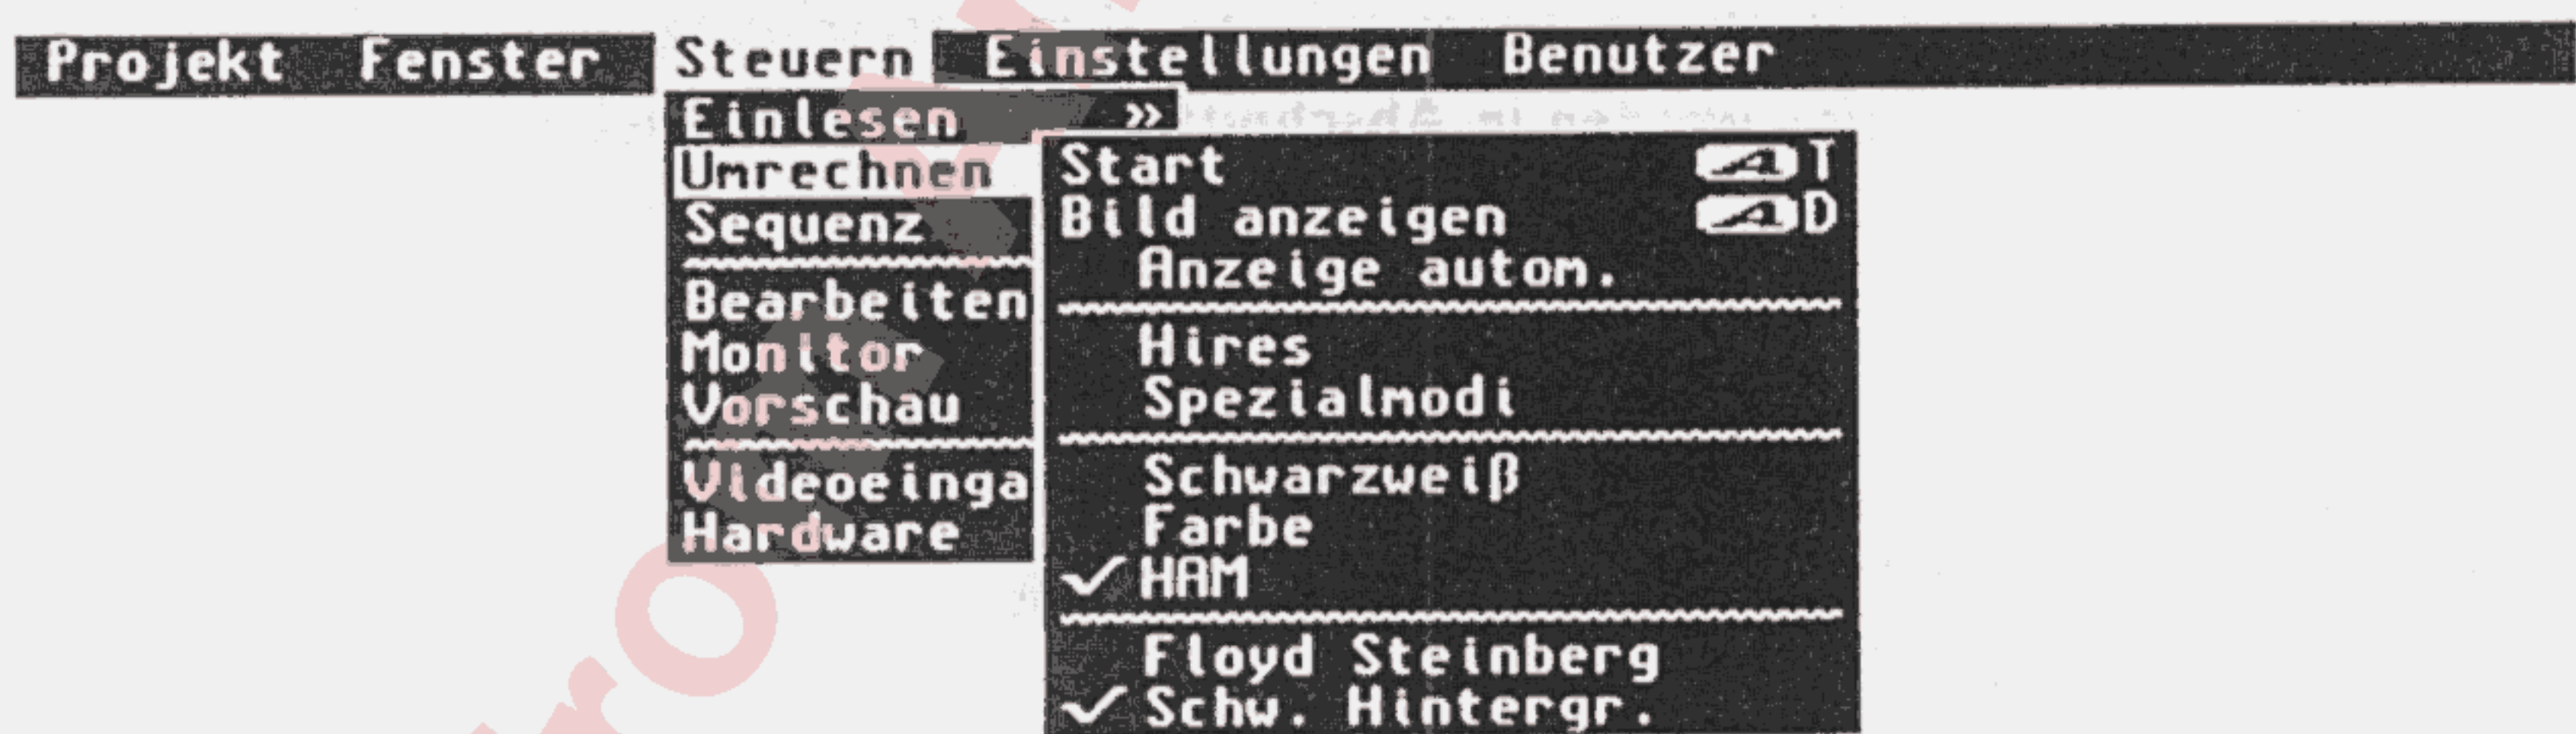 Projekt Fenster Steuern Einstellungen Benutzer
Einlesen »
Umrechnen
Sequenz
Bearbeiten
Monitor
Vorschau
Videoeinga
Hardware
Start A T
Bild anzeigen A D
Anzeige autom.
Hires
Spezialmodi
Schwarzweiß
Farbe
✓ HAM
Floyd Steinberg
✓ Schw. Hintergr.